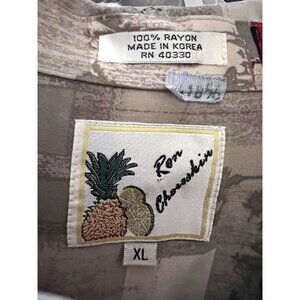 100% RAYON
MADE IN KOREA
RN 40330
Ron
Chereskin
XL